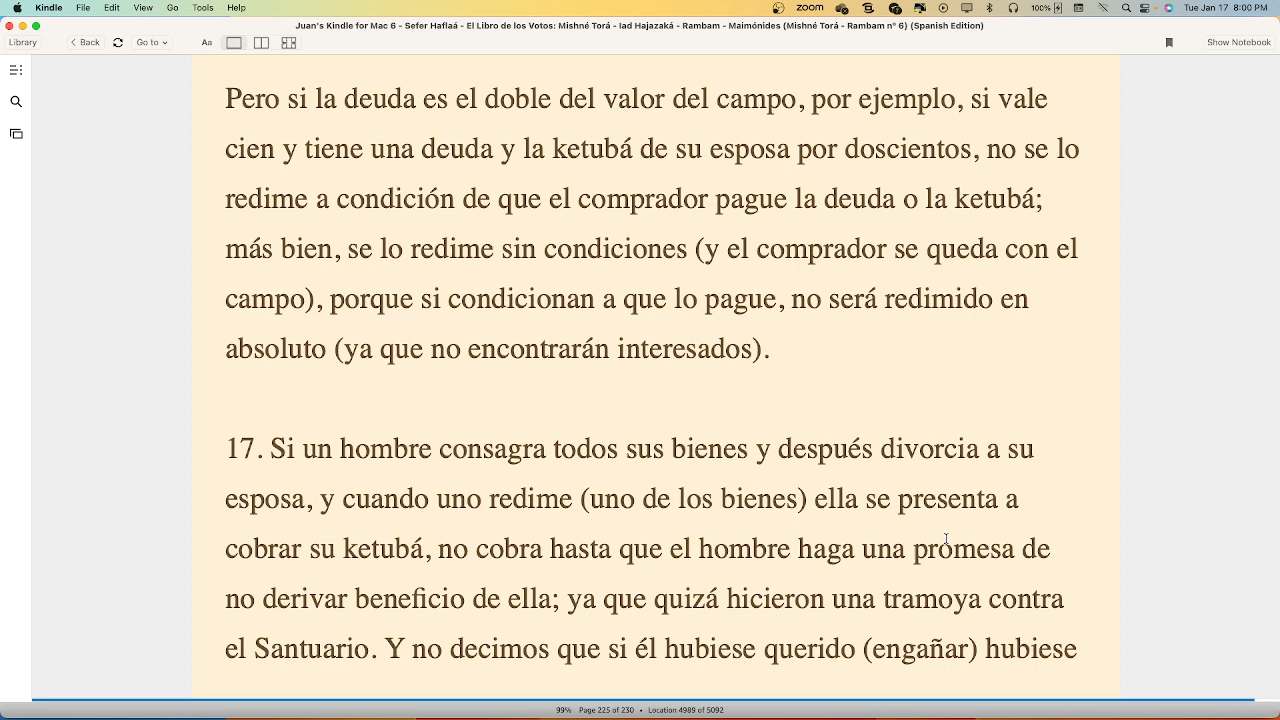 Kindle File Edit View Go Tools Help zoom 100% Tue Jan 17 8:00 PM
Juan's Kindle for Mac 6 - Sefer Haflaá - El Libro de los Votos: Mishné Torá - Iad Hajazaká - Rambam - Maimónides (Mishné Torá - Rambam nº 6) (Spanish Edition)
Library Back Go to Aa Show Notebook
Pero si la deuda es el doble del valor del campo, por ejemplo, si vale
cien y tiene una deuda y la ketubá de su esposa por doscientos, no se lo
redime a condición de que el comprador pague la deuda o la ketubá;
más bien, se lo redime sin condiciones (y el comprador se queda con el
campo), porque si condicionan a que lo pague, no será redimido en
absoluto (ya que no encontrarán interesados).
17. Si un hombre consagra todos sus bienes y después divorcia a su
esposa, y cuando uno redime (uno de los bienes) ella se presenta a
cobrar su ketubá, no cobra hasta que el hombre haga una promesa de
no derivar beneficio de ella; ya que quizá hicieron una tramoya contra
el Santuario. Y no decimos que si él hubiese querido (engañar) hubiese
99% Page 225 of 230 • Location 4989 of 5092